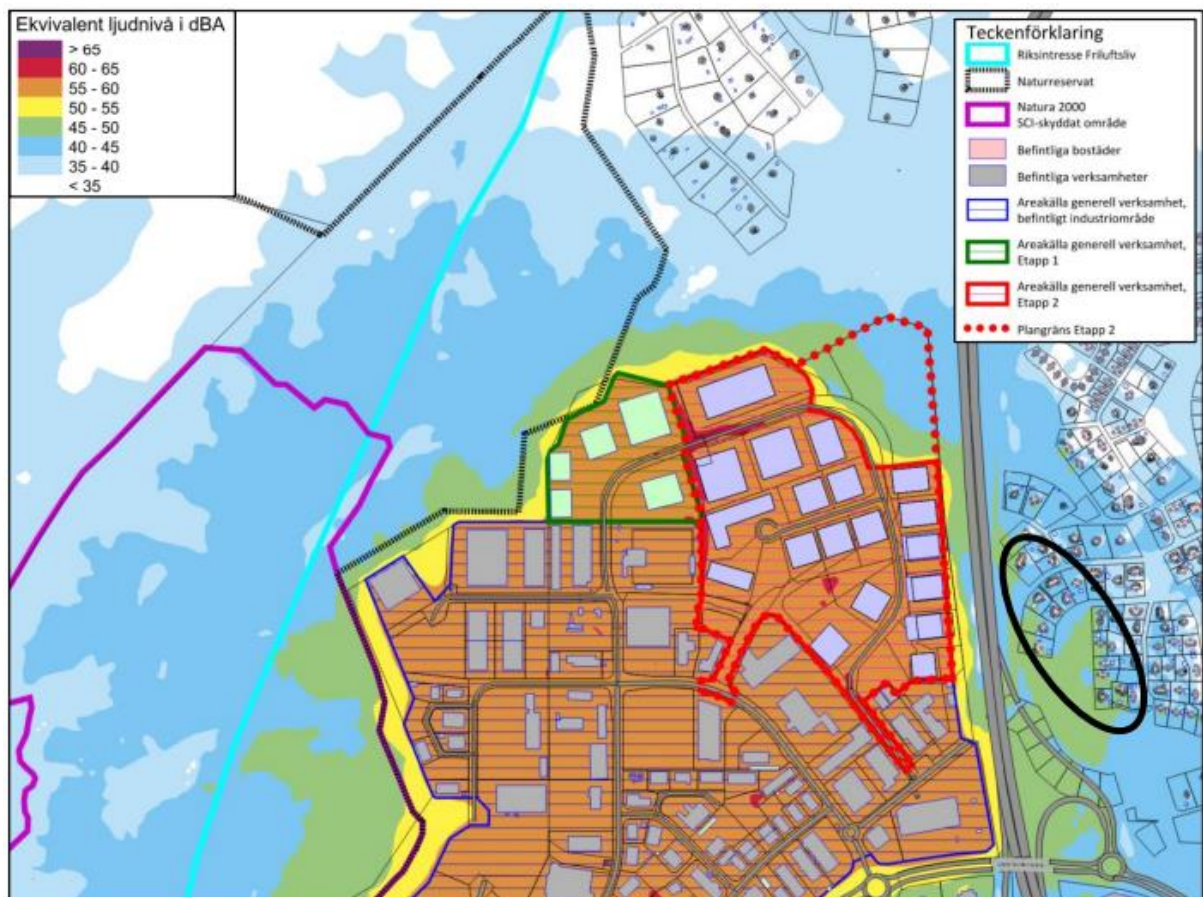 Ekvivalent ljudnivå i dBA
> 65
60 - 65
55 - 60
50 - 55
45 - 50
40 - 45
35 - 40
< 35
Teckenförklaring
Riksintresse Friluftsliv
Naturreservat
Natura 2000
SCI-skyddat område
Befintliga bostäder
Befintliga verksamheter
Areakälla generell verksamhet,
befintligt industriområde
Areakälla generell verksamhet,
Etapp 1
Areakälla generell verksamhet,
Etapp 2
Plangräns Etapp 2